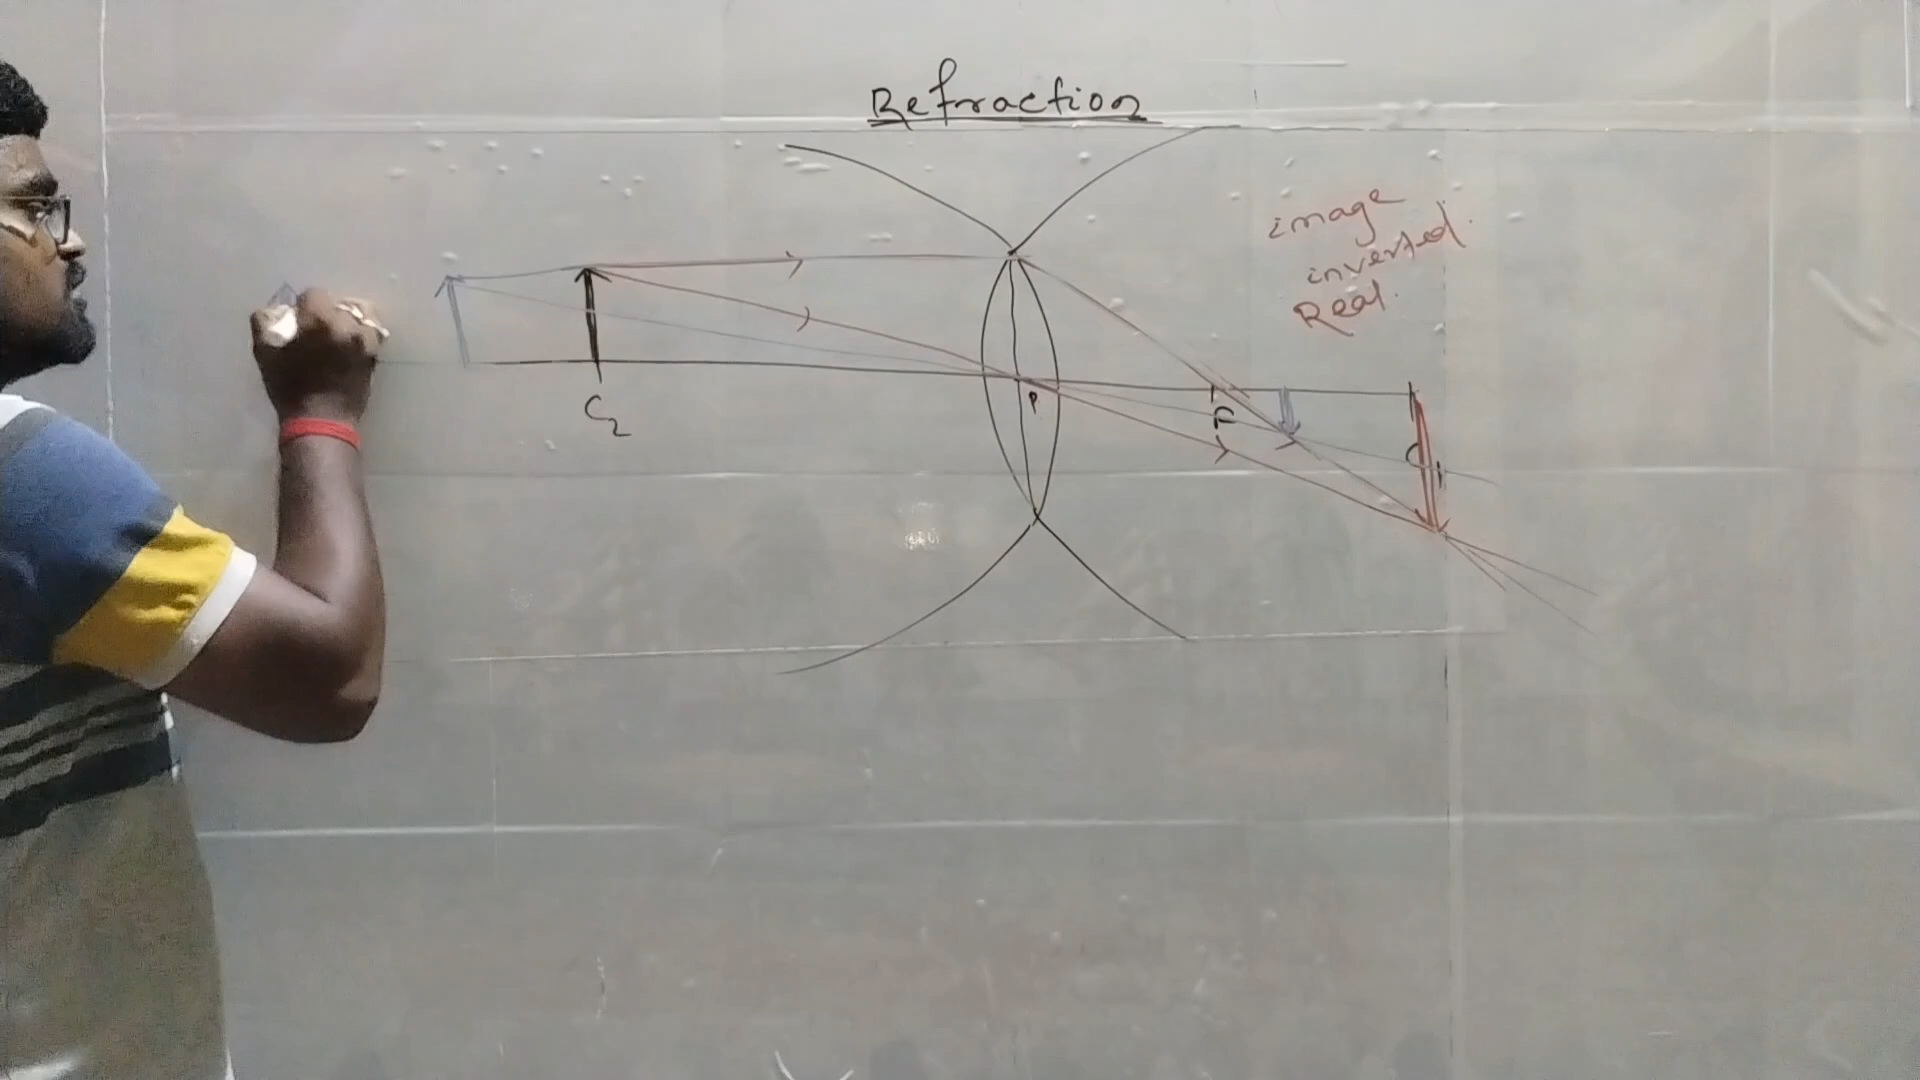 Refraction
image
inverted.
Real.
C2
P
F